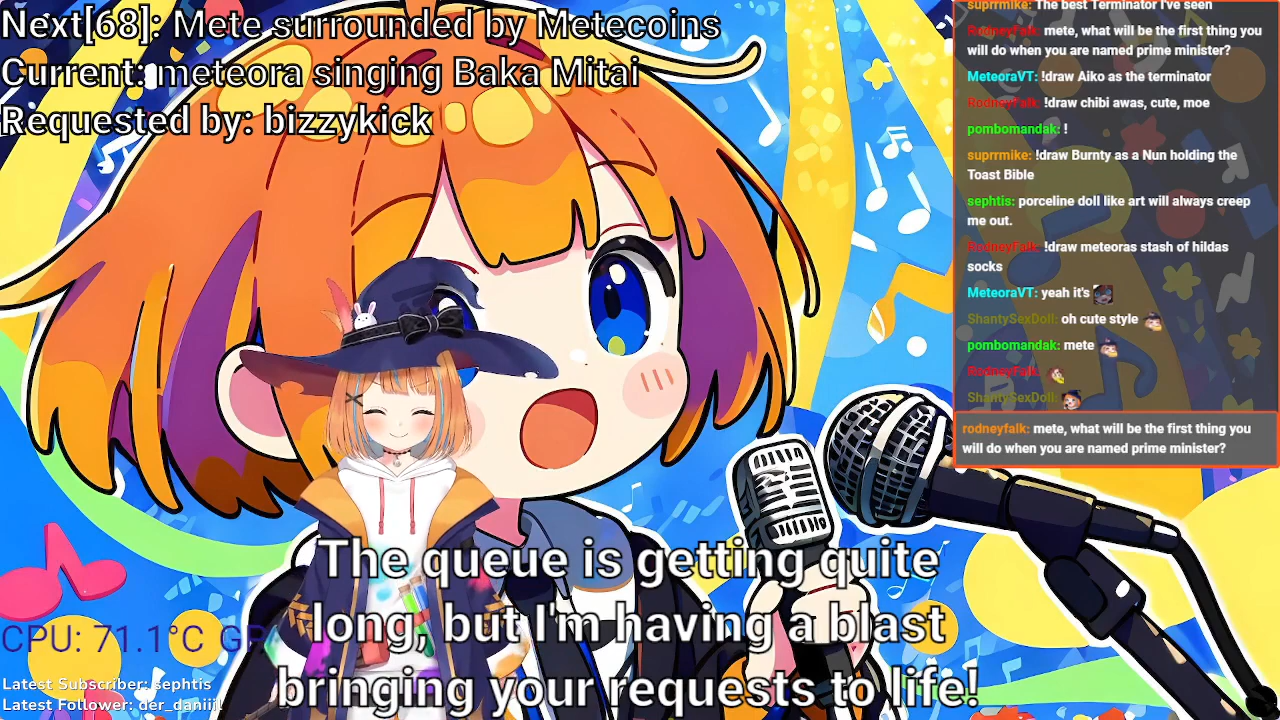 Next[68]: Mete surrounded by Metecoins
Current: meteora singing Baka Mitai
Requested by: bizzykick
suprrmike: The best Terminator I've seen
RodneyFalk: mete, what will be the first thing you
will do when you are named prime minister?
MeteoraVT: !draw Aiko as the terminator
RodneyFalk: !draw chibi awas, cute, moe
pombomandak: !
suprrmike: !draw Burnty as a Nun holding the
Toast Bible
sephtis: porceline doll like art will always creep
me out.
RodneyFalk: !draw meteoras stash of hildas
socks
MeteoraVT: yeah it's
ShantySexDoll: oh cute style
pombomandak: mete
RodneyFalk:
ShantySexDoll:
rodneyfalk: mete, what will be the first thing you
will do when you are named prime minister?
The queue is getting quite
long, but I'm having a blast
bringing your requests to life!
CPU: 71.1°C GP
Latest Subscriber: sephtis
Latest Follower: der_daniii!